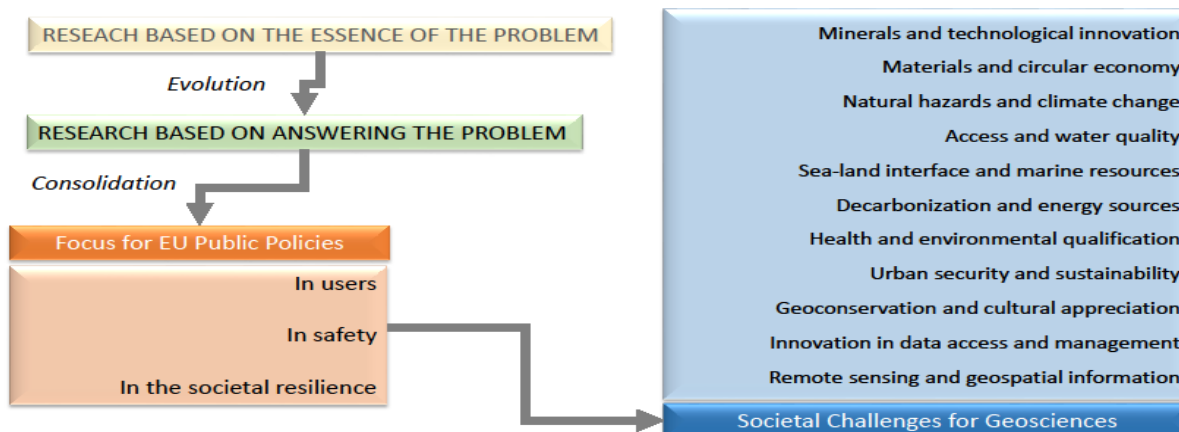 RESEACH BASED ON THE ESSENCE OF THE PROBLEM
Evolution
RESEARCH BASED ON ANSWERING THE PROBLEM
Consolidation
Focus for EU Public Policies
In users
In safety
In the societal resilience
Minerals and technological innovation
Materials and circular economy
Natural hazards and climate change
Access and water quality
Sea-land interface and marine resources
Decarbonization and energy sources
Health and environmental qualification
Urban security and sustainability
Geoconservation and cultural appreciation
Innovation in data access and management
Remote sensing and geospatial information
Societal Challenges for Geosciences